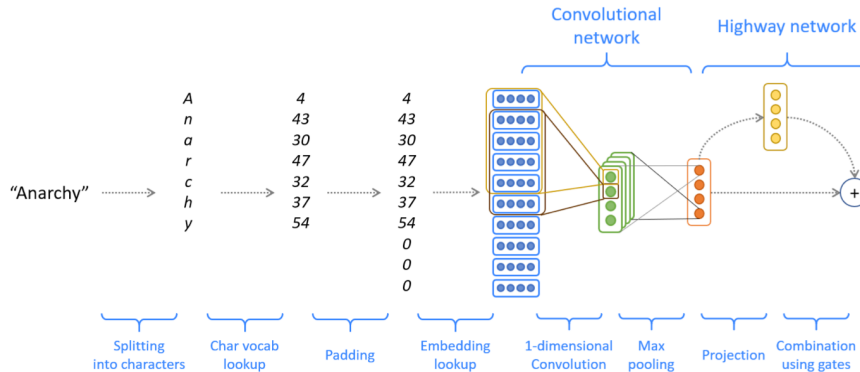 Convolutional
network
Highway network
"Anarchy"
A 4 4
n 43 43
a 30 30
r 47 47
c 32 32
h 37 37
y 54 54
0
0
0
+
Splitting
into characters
Char vocab
lookup
Padding
Embedding
lookup
1-dimensional
Convolution
Max
pooling
Projection
Combination
using gates